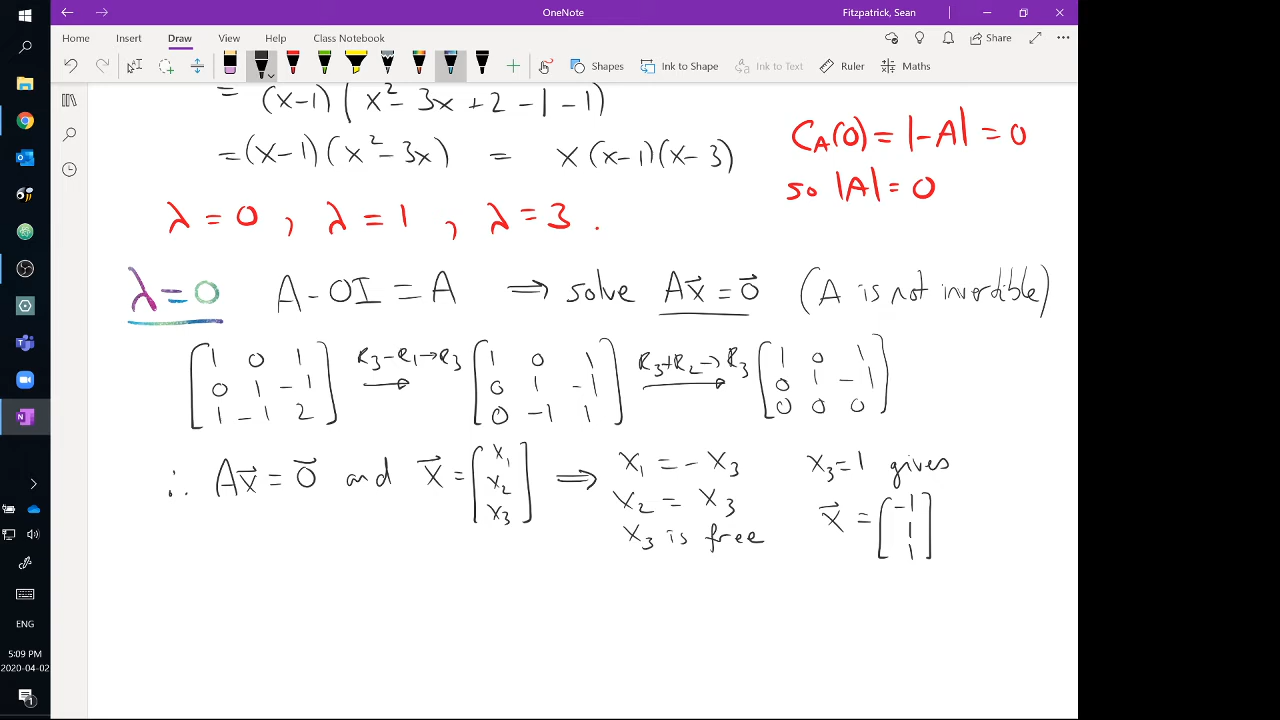 OneNote
Fitzpatrick, Sean
Home Insert Draw View Help Class Notebook Share
Shapes Ink to Shape Ink to Text Ruler Maths
= (x-1)(x²-3x+2-1-1)
=(x-1)(x²-3x) = x(x-1)(x-3)
C_A(0) = |-A| = 0
so |A| = 0
λ=0, λ=1, λ=3.
λ=0 A-0I=A ⟹ solve Ax⃗=0⃗ (A is not invertible)
[1 0 1; 0 1 -1; 1 -1 2] R₃-R₁→R₃ [1 0 1; 0 1 -1; 0 -1 1] R₃+R₂→R₃ [1 0 1; 0 1 -1; 0 0 0]
∴ Ax⃗=0⃗ and x⃗=[x₁; x₂; x₃] ⟹ x₁=-x₃
x₂=x₃
x₃ is free
x₃=1 gives
x⃗=[-1; 1; 1]
ENG
5:09 PM
2020-04-02
1